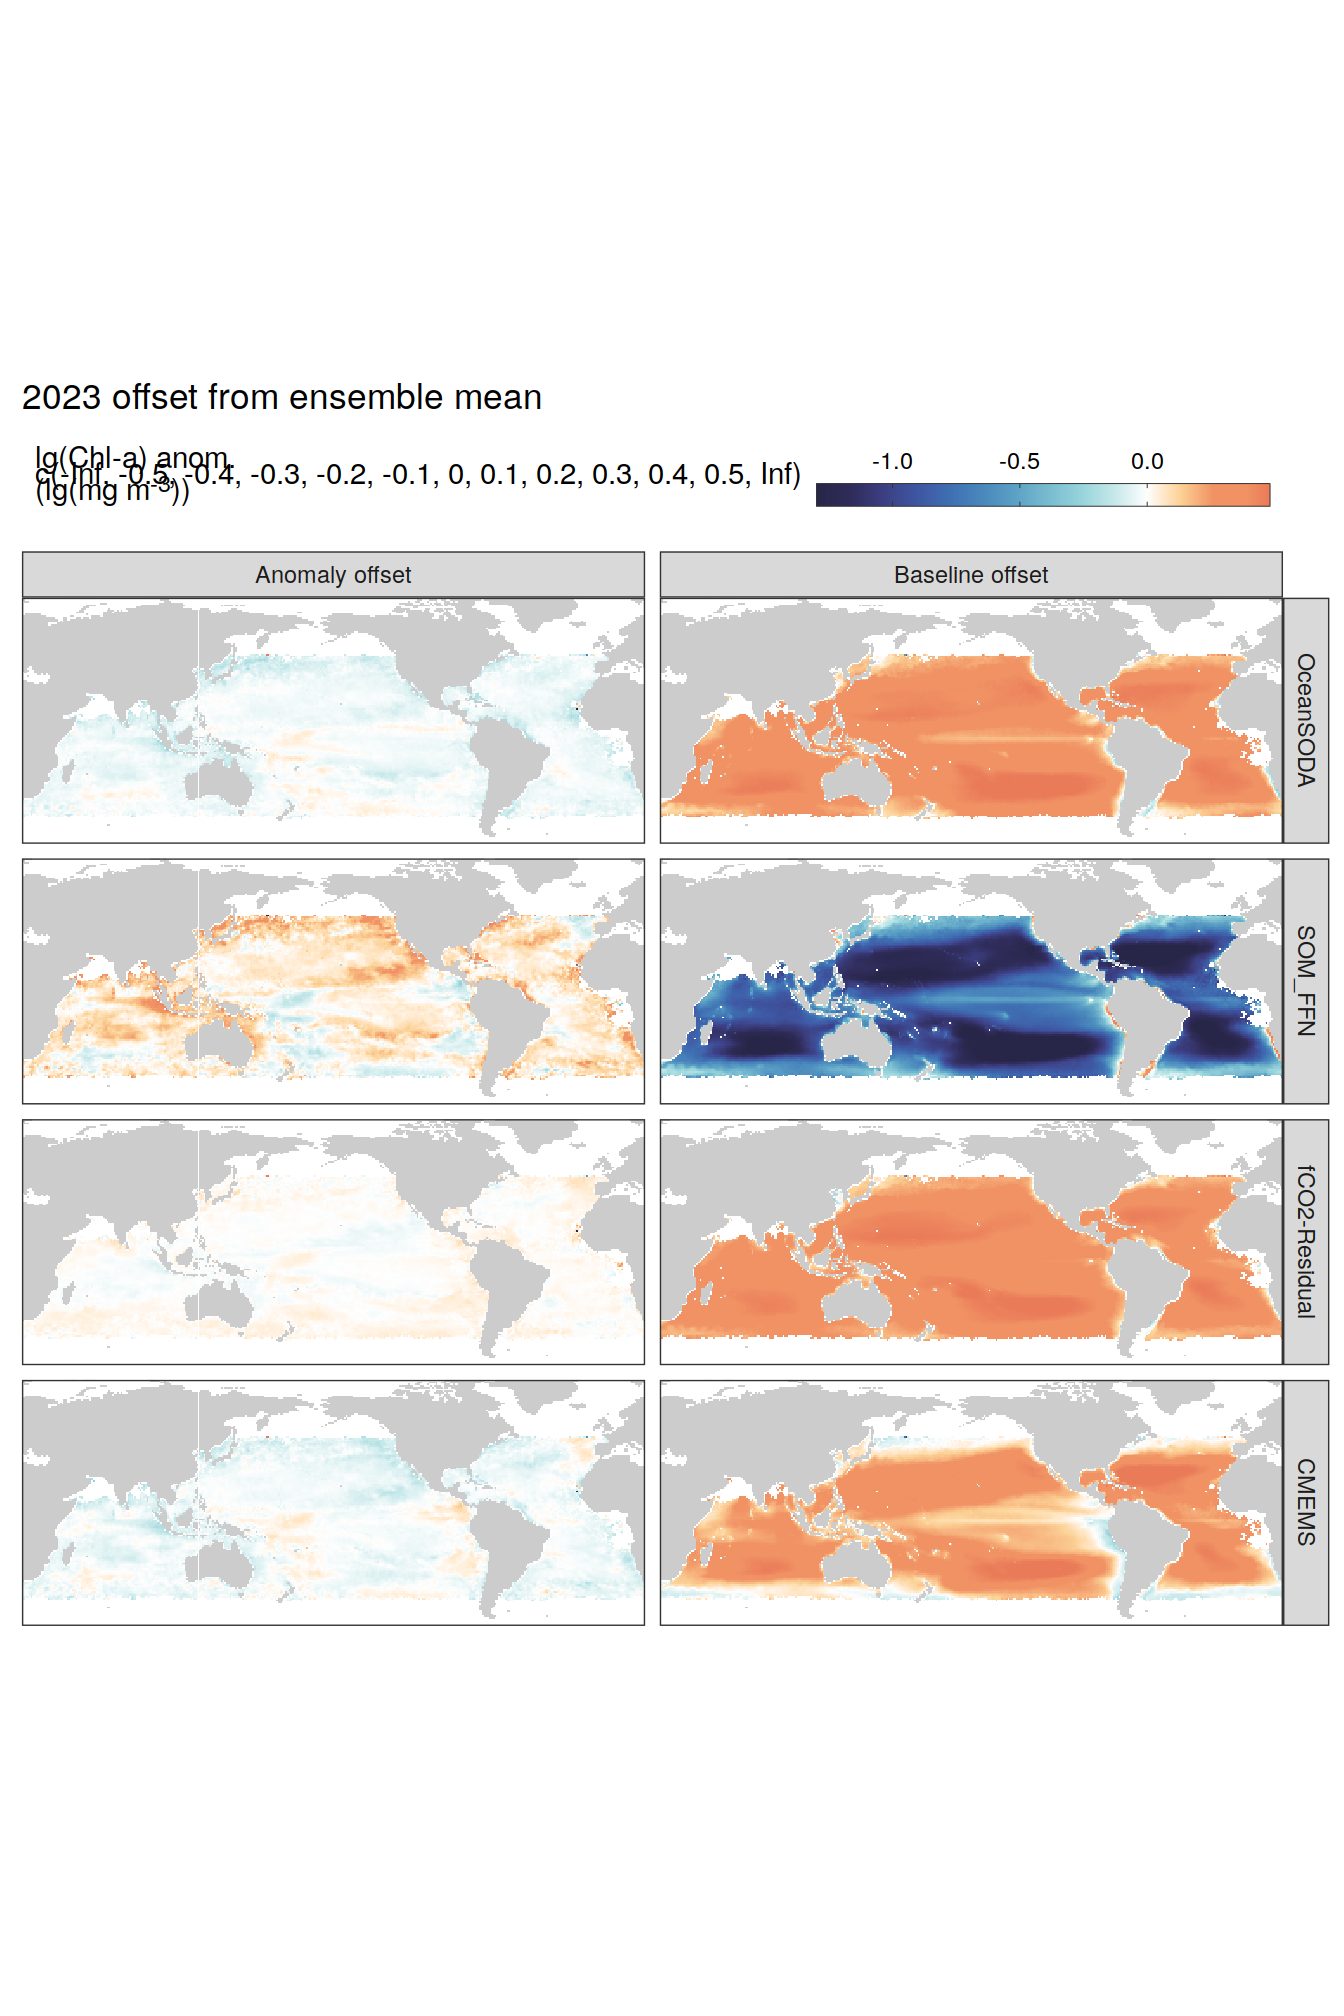 2023 offset from ensemble mean
lg(Chl-a) anom.
c(-Inf, -0.5, -0.4, -0.3, -0.2, -0.1, 0, 0.1, 0.2, 0.3, 0.4, 0.5, Inf)
(lg(mg m-3))
-1.0 -0.5 0.0
Anomaly offset
Baseline offset
OceanSODA
SOM_FFN
fCO2-Residual
CMEMS